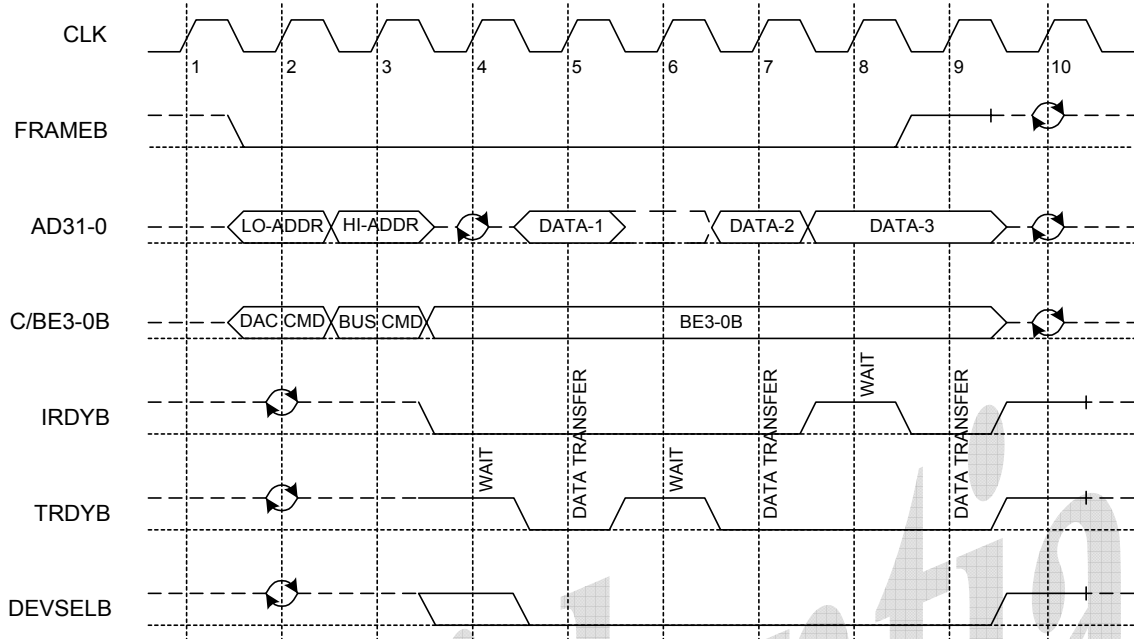 CLK
1 2 3 4 5 6 7 8 9 10
FRAMEB
AD31-0
LO-ADDR HI-ADDR DATA-1 DATA-2 DATA-3
C/BE3-0B
DAC CMD BUS CMD BE3-0B
IRDYB
WAIT
DATA TRANSFER
WAIT
DATA TRANSFER
WAIT
DATA TRANSFER
TRDYB
DEVSELB